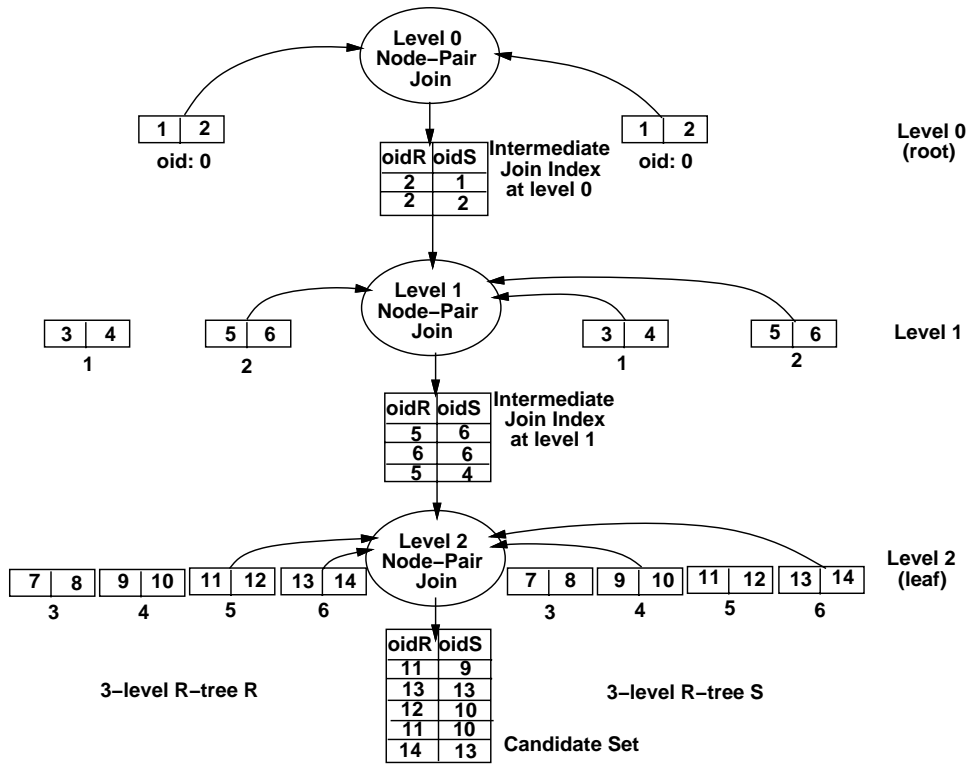 Level 0
Node–Pair
Join
1 2
oid: 0
1 2
oid: 0
Level 0
(root)
oidR oidS
2 1
2 2
Intermediate
Join Index
at level 0
Level 1
Node–Pair
Join
3 4
1
5 6
2
3 4
1
5 6
2
Level 1
oidR oidS
5 6
6 6
5 4
Intermediate
Join Index
at level 1
Level 2
Node–Pair
Join
7 8
3
9 10
4
11 12
5
13 14
6
7 8
3
9 10
4
11 12
5
13 14
6
Level 2
(leaf)
oidR oidS
11 9
13 13
12 10
11 10
14 13
3–level R–tree R
3–level R–tree S
Candidate Set